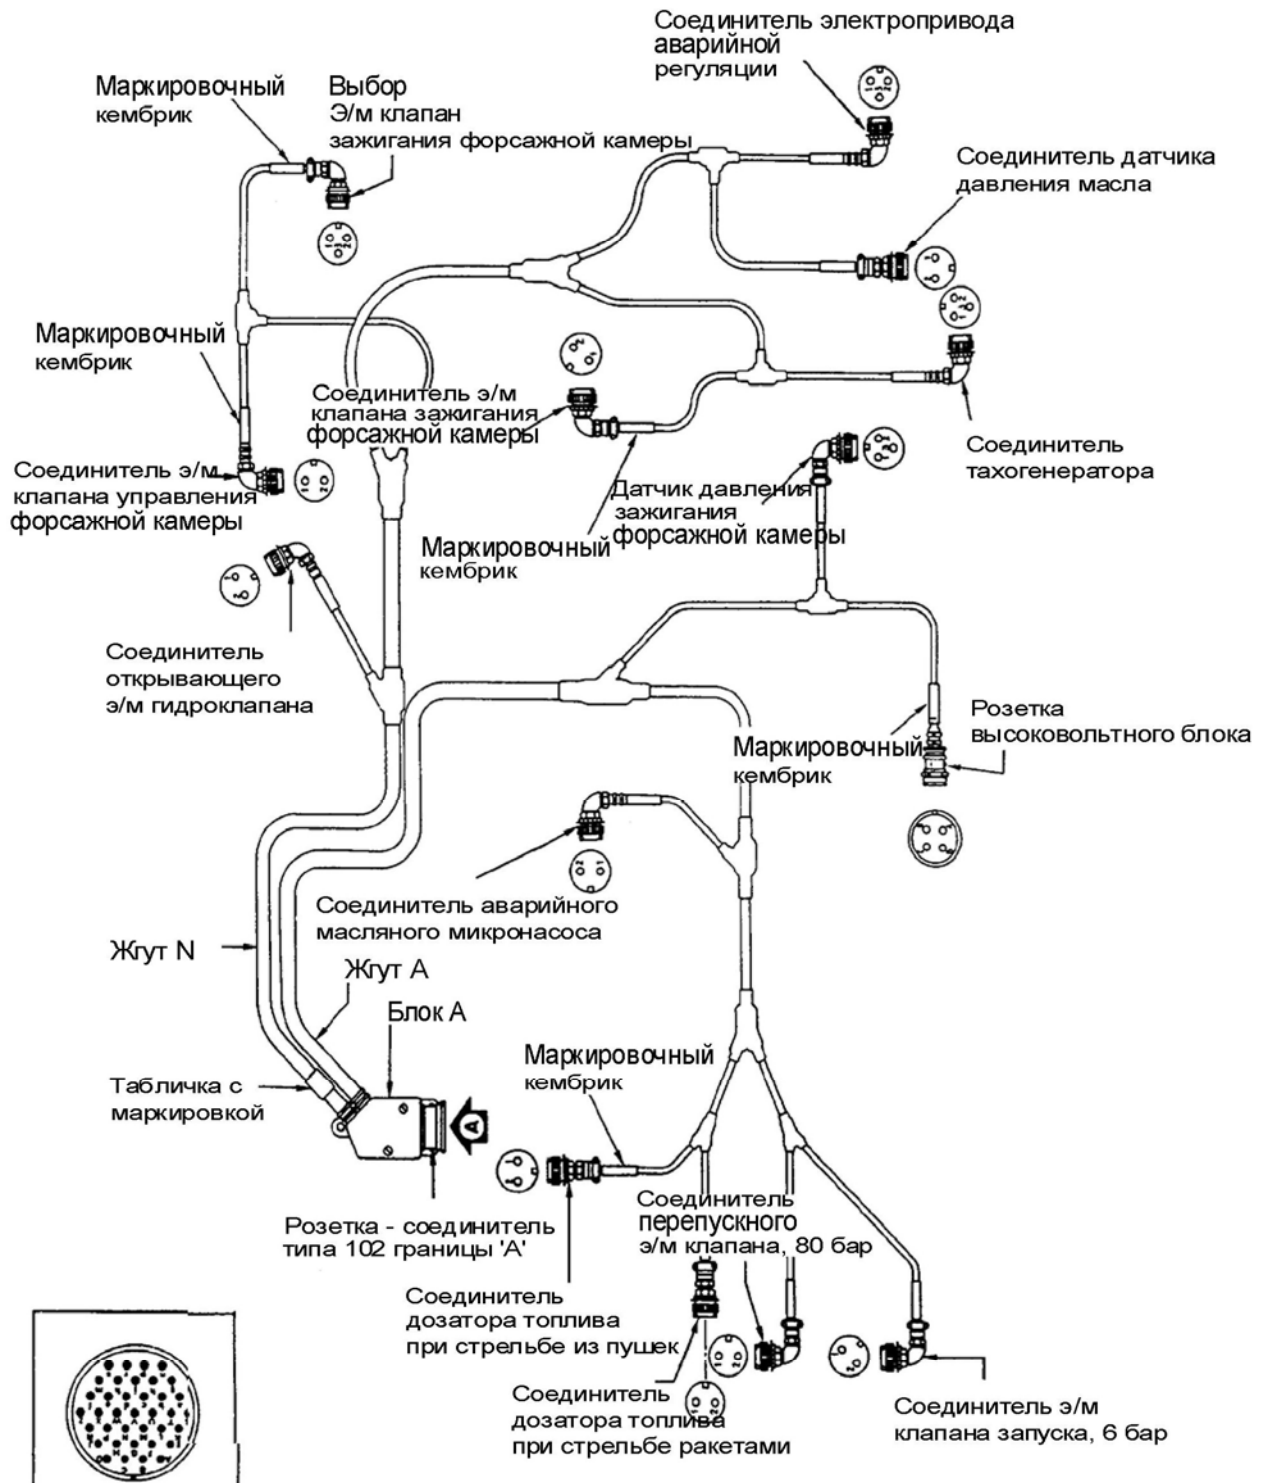 Соединитель электропривода
аварийной
регуляции
Маркировочный
кембрик
Выбор
Э/м клапан
зажигания форсажной камеры
Соединитель датчика
давления масла
Маркировочный
кембрик
Соединитель э/м
клапана зажигания
форсажной камеры
Соединитель
тахогенератора
Соединитель э/м
клапана управления
форсажной камеры
Датчик давления
зажигания
форсажной камеры
Маркировочный
кембрик
Соединитель
открывающего
э/м гидроклапана
Розетка
высоковольтного блока
Маркировочный
кембрик
Соединитель аварийного
масляного микронасоса
Жгут N
Жгут A
Блок A
Маркировочный
кембрик
Табличка с
маркировкой
A
Розетка - соединитель
типа 102 границы 'A'
Соединитель
перепускного
э/м клапана, 80 бар
Соединитель
дозатора топлива
при стрельбе из пушек
Соединитель
дозатора топлива
при стрельбе ракетами
Соединитель э/м
клапана запуска, 6 бар